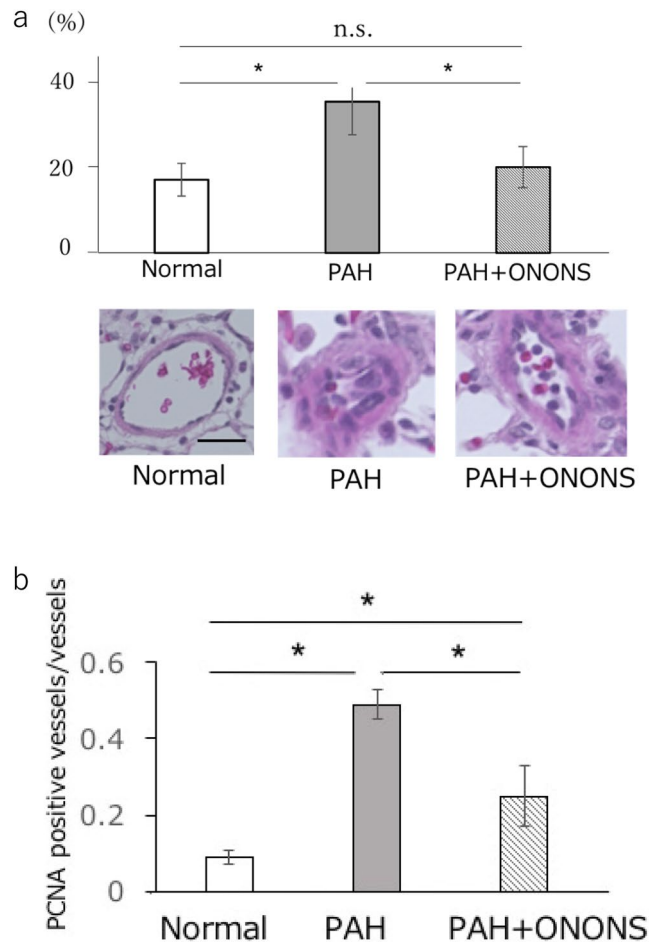 a (%)
n.s.
* *
40
20
0
Normal PAH PAH+ONONS
Normal PAH PAH+ONONS
b
PCNA positive vessels/vessels
*
* *
0.6
0.4
0.2
0
Normal PAH PAH+ONONS